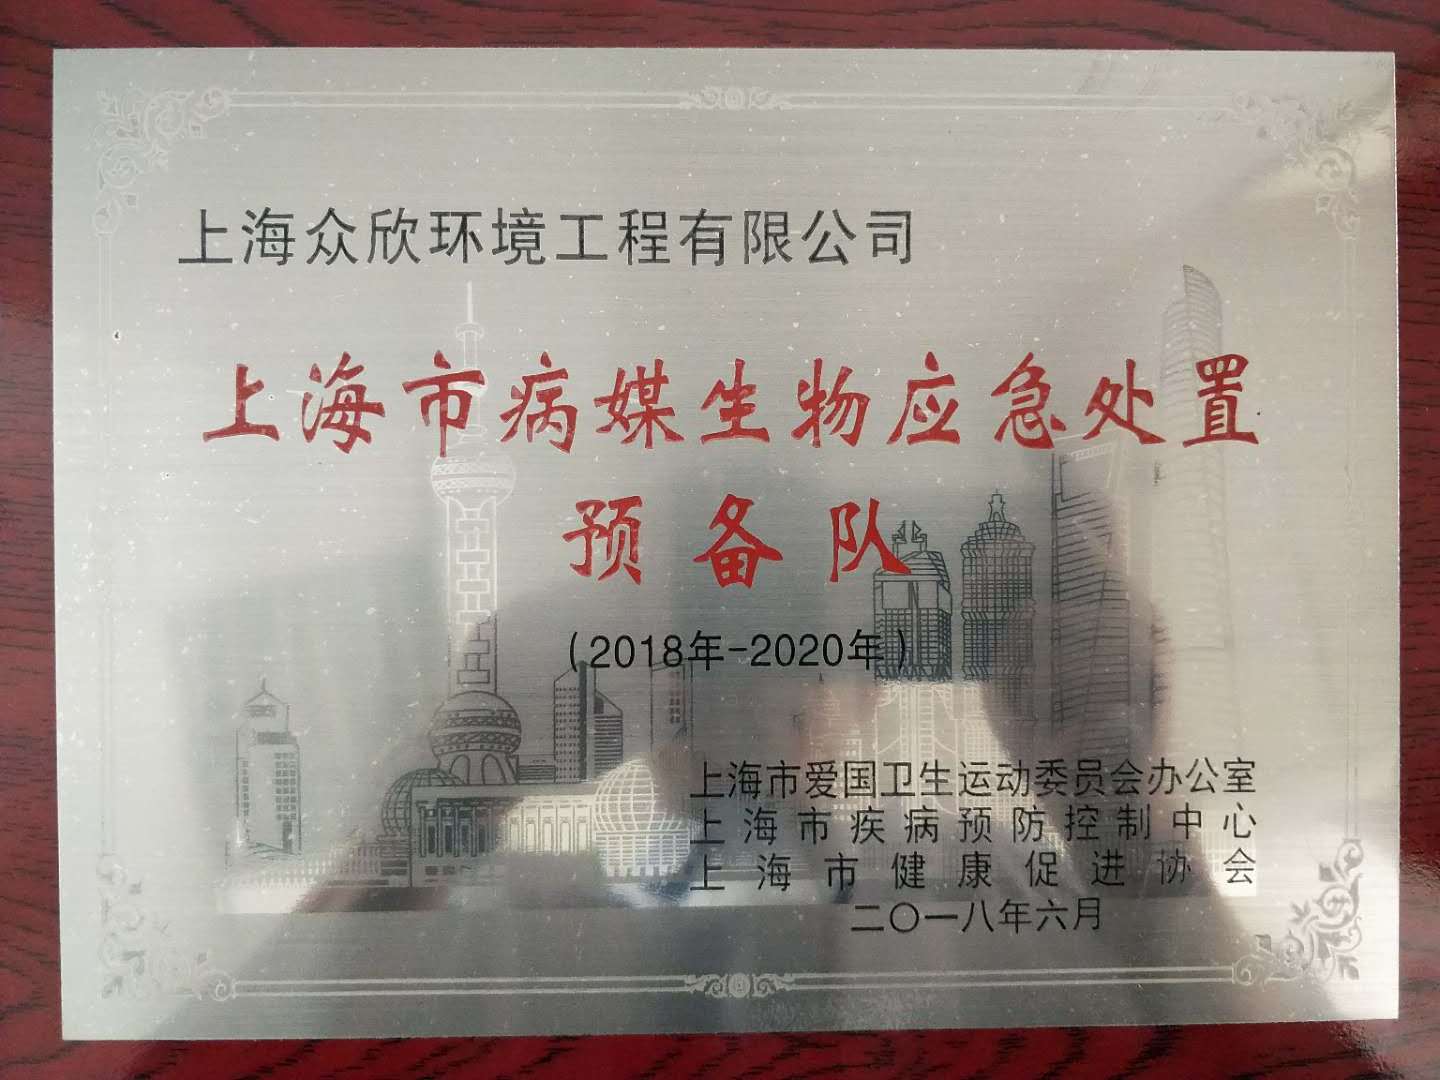 上海众欣环境工程有限公司
上海市病媒生物应急处置
预备队
(2018年-2020年)
上海市爱国卫生运动委员会办公室
上海市疾病预防控制中心
上海市健康促进协会
二〇一八年六月